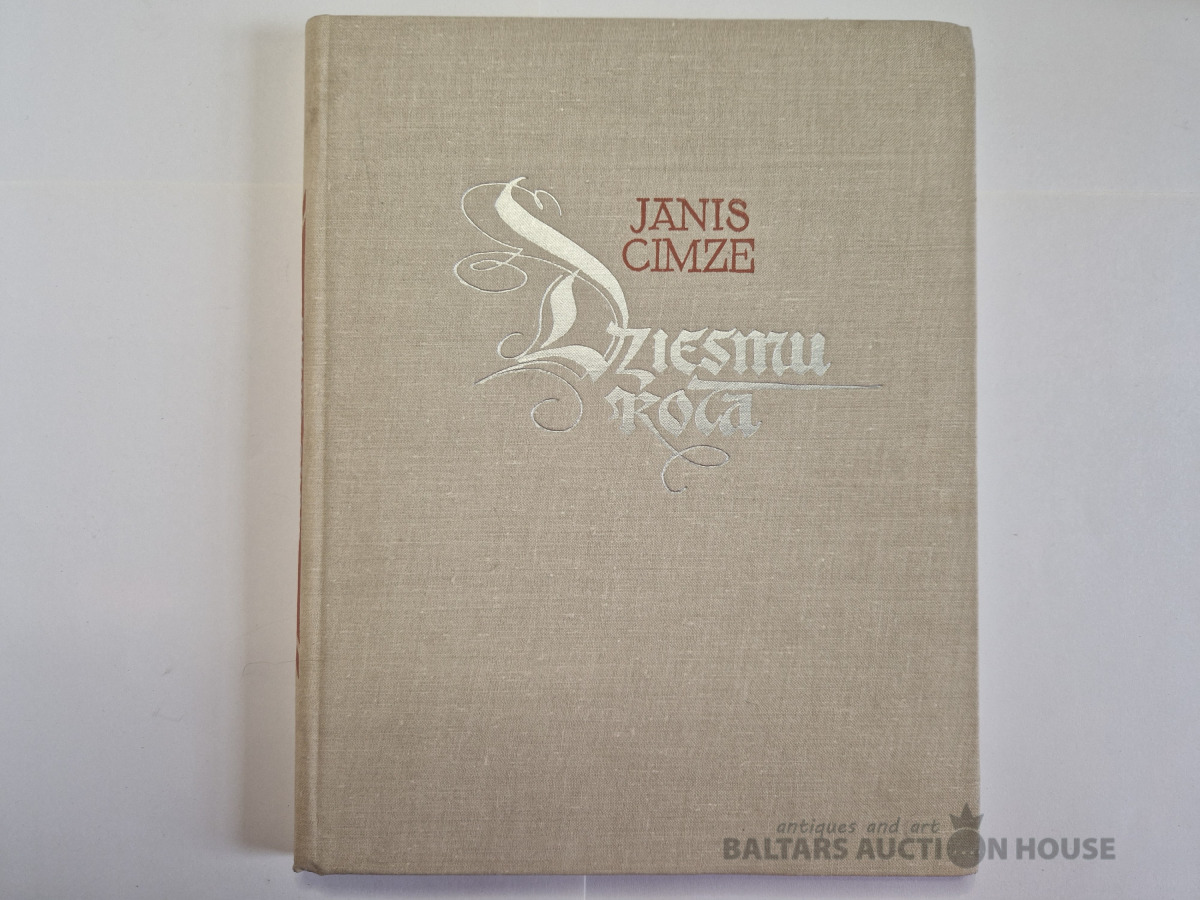 JANIS
CIMZE
Dziesmu
rota
antiques and art
BALTARS AUCTION HOUSE